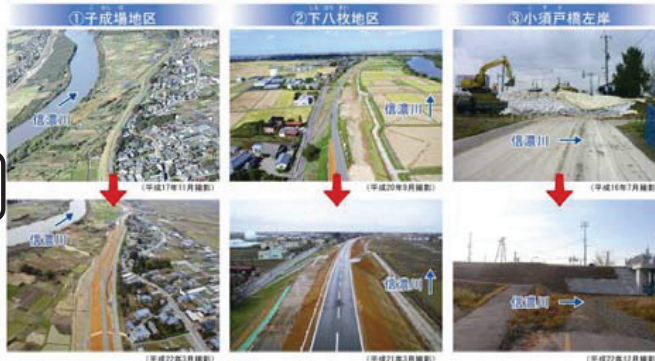 ①子成場地区
②下八枚地区
③小須戸橋左岸
信濃川
信濃川
信濃川
(平成17年11月撮影)
(平成20年9月撮影)
(平成16年7月撮影)
信濃川
信濃川
信濃川
(平成22年3月撮影)
(平成21年3月撮影)
(平成22年12月撮影)